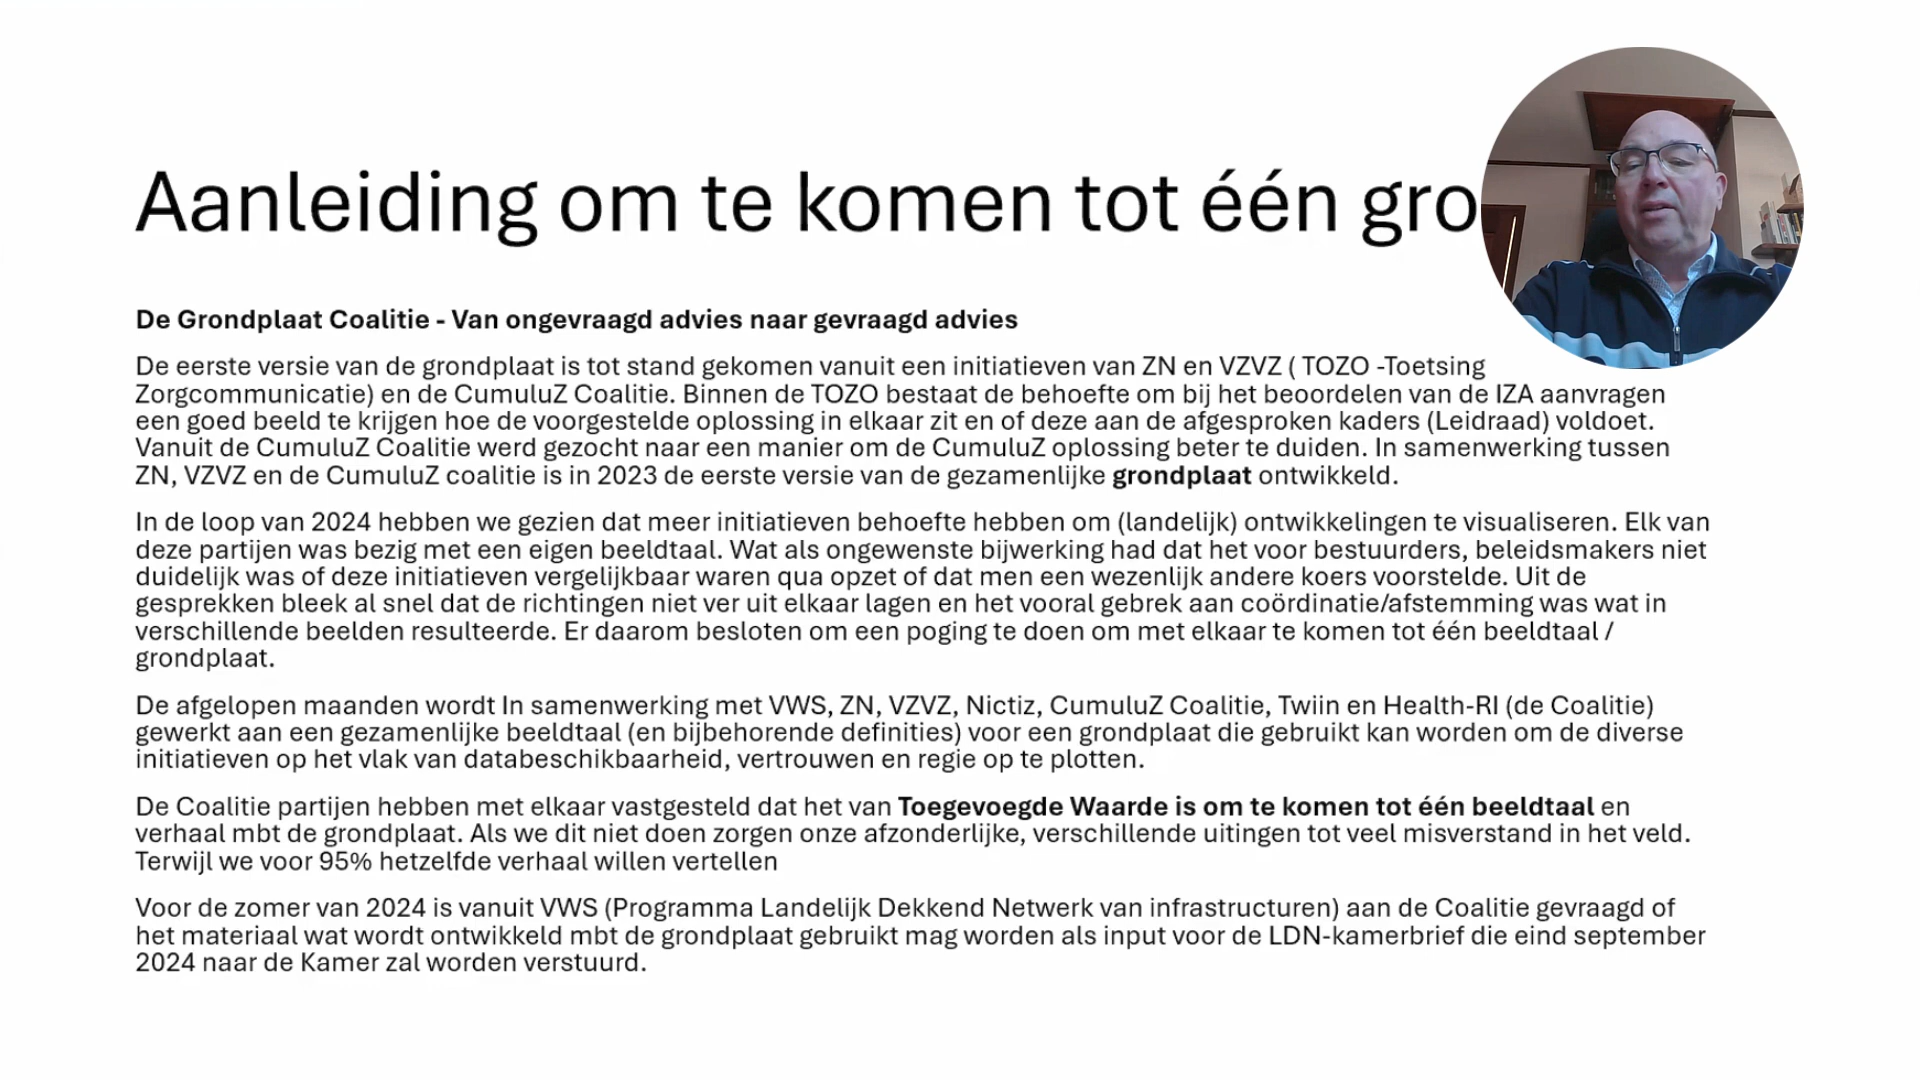 Aanleiding om te komen tot één gro
De Grondplaat Coalitie - Van ongevraagd advies naar gevraagd advies
De eerste versie van de grondplaat is tot stand gekomen vanuit een initiatieven van ZN en VZVZ ( TOZO -Toetsing
Zorgcommunicatie) en de CumuluZ Coalitie. Binnen de TOZO bestaat de behoefte om bij het beoordelen van de IZA aanvragen
een goed beeld te krijgen hoe de voorgestelde oplossing in elkaar zit en of deze aan de afgesproken kaders (Leidraad) voldoet.
Vanuit de CumuluZ Coalitie werd gezocht naar een manier om de CumuluZ oplossing beter te duiden. In samenwerking tussen
ZN, VZVZ en de CumuluZ coalitie is in 2023 de eerste versie van de gezamenlijke grondplaat ontwikkeld.
In de loop van 2024 hebben we gezien dat meer initiatieven behoefte hebben om (landelijk) ontwikkelingen te visualiseren. Elk van
deze partijen was bezig met een eigen beeldtaal. Wat als ongewenste bijwerking had dat het voor bestuurders, beleidsmakers niet
duidelijk was of deze initiatieven vergelijkbaar waren qua opzet of dat men een wezenlijk andere koers voorstelde. Uit de
gesprekken bleek al snel dat de richtingen niet ver uit elkaar lagen en het vooral gebrek aan coördinatie/afstemming was wat in
verschillende beelden resulteerde. Er daarom besloten om een poging te doen om met elkaar te komen tot één beeldtaal /
grondplaat.
De afgelopen maanden wordt In samenwerking met VWS, ZN, VZVZ, Nictiz, CumuluZ Coalitie, Twiin en Health-RI (de Coalitie)
gewerkt aan een gezamenlijke beeldtaal (en bijbehorende definities) voor een grondplaat die gebruikt kan worden om de diverse
initiatieven op het vlak van databeschikbaarheid, vertrouwen en regie op te plotten.
De Coalitie partijen hebben met elkaar vastgesteld dat het van Toegevoegde Waarde is om te komen tot één beeldtaal en
verhaal mbt de grondplaat. Als we dit niet doen zorgen onze afzonderlijke, verschillende uitingen tot veel misverstand in het veld.
Terwijl we voor 95% hetzelfde verhaal willen vertellen
Voor de zomer van 2024 is vanuit VWS (Programma Landelijk Dekkend Netwerk van infrastructuren) aan de Coalitie gevraagd of
het materiaal wat wordt ontwikkeld mbt de grondplaat gebruikt mag worden als input voor de LDN-kamerbrief die eind september
2024 naar de Kamer zal worden verstuurd.